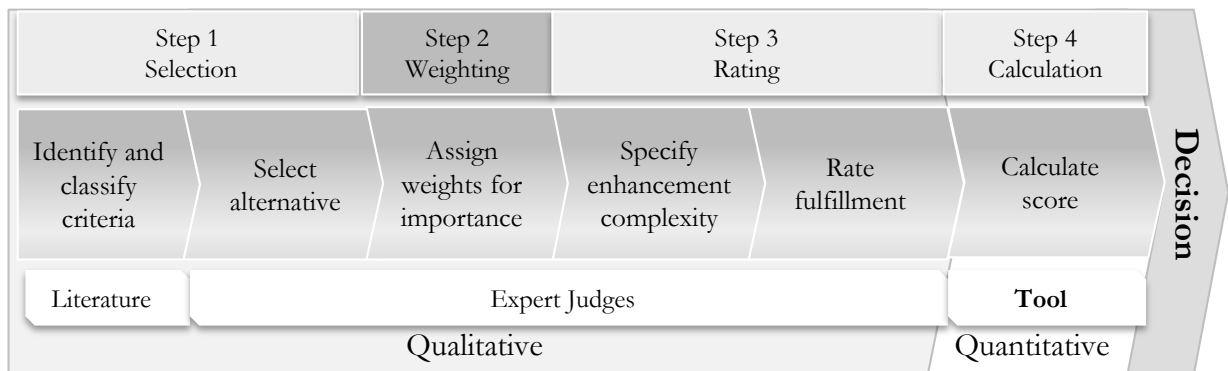 Step 1
Selection
Step 2
Weighting
Step 3
Rating
Step 4
Calculation
Identify and
classify
criteria
Select
alternative
Assign
weights for
importance
Specify
enhancement
complexity
Rate
fulfillment
Calculate
score
Decision
Literature
Expert Judges
Tool
Qualitative
Quantitative